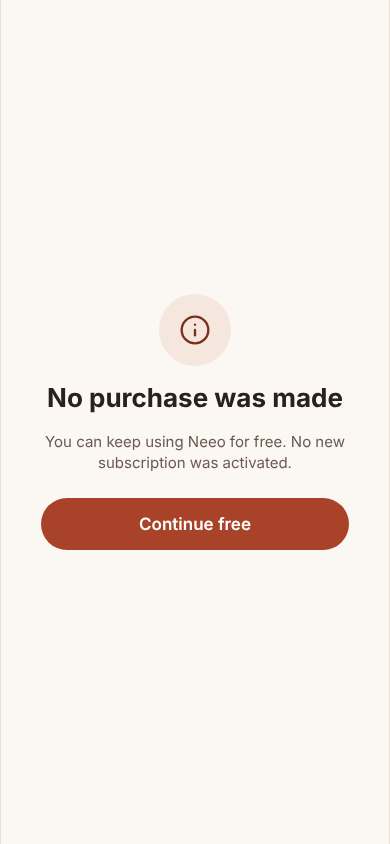 No purchase was made
You can keep using Neeo for free. No new
subscription was activated.
Continue free